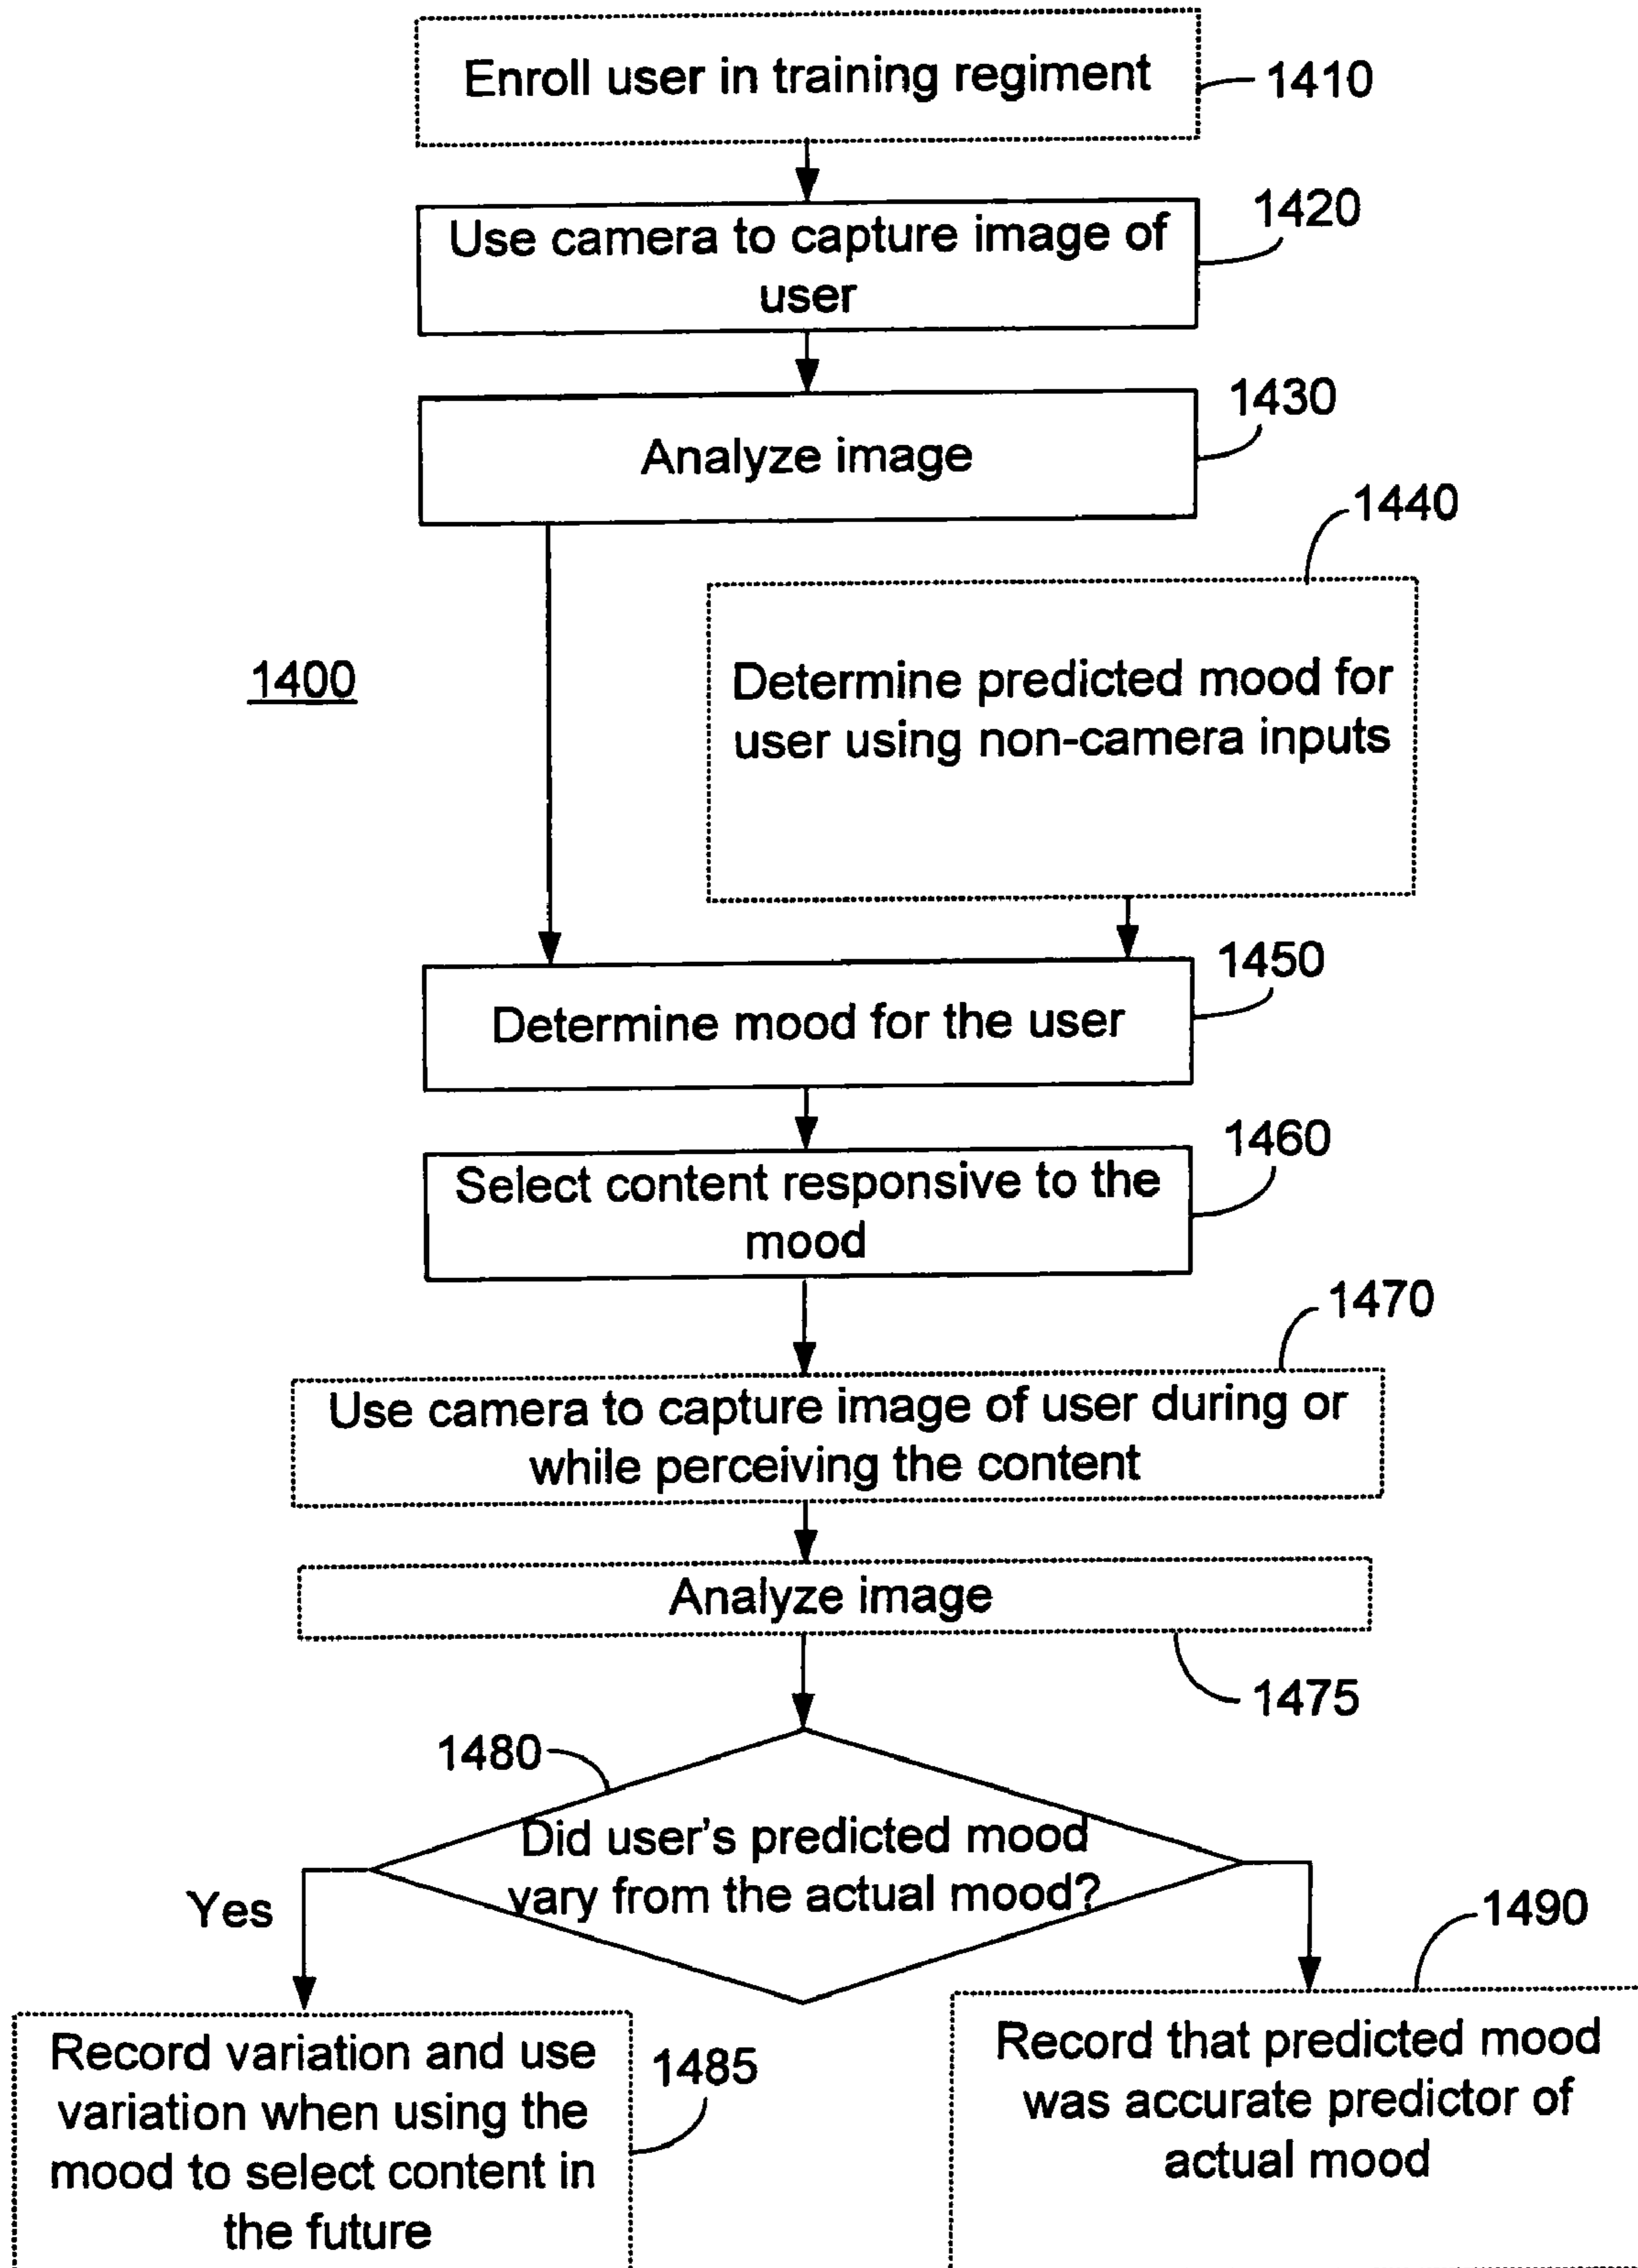 Enroll user in training regiment
1410
Use camera to capture image of
user
1420
Analyze image
1430
1440
Determine predicted mood for
user using non-camera inputs
1400
Determine mood for the user
1450
Select content responsive to the
mood
1460
1470
Use camera to capture image of user during or
while perceiving the content
Analyze image
1475
1480
Did user's predicted mood
vary from the actual mood?
Yes
1490
Record variation and use
variation when using the
mood to select content in
the future
1485
Record that predicted mood
was accurate predictor of
actual mood